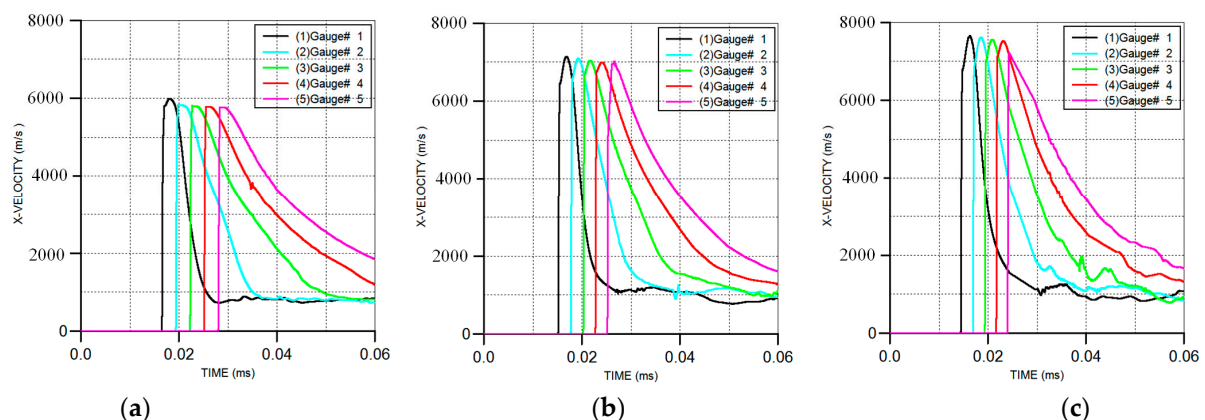 8000
6000
4000
2000
0
X-VELOCITY (m/s )
(1)Gauge# 1
(2)Gauge# 2
(3)Gauge# 3
(4)Gauge# 4
(5)Gauge# 5
0.0 0.02 0.04 0.06
TIME (ms)
(a)
8000
6000
4000
2000
0
X-VELOCITY (m/s )
(1)Gauge# 1
(2)Gauge# 2
(3)Gauge# 3
(4)Gauge# 4
(5)Gauge# 5
0.0 0.02 0.04 0.06
TIME (ms)
(b)
8000
6000
4000
2000
0
X-VELOCITY (m/s )
(1)Gauge# 1
(2)Gauge# 2
(3)Gauge# 3
(4)Gauge# 4
(5)Gauge# 5
0.0 0.02 0.04 0.06
TIME (ms)
(c)